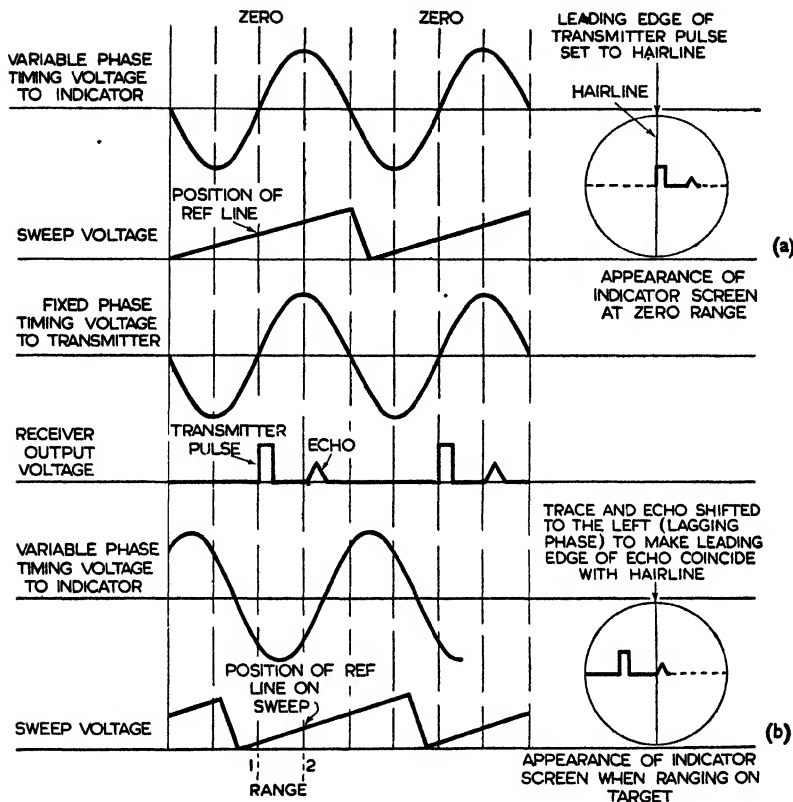 ZERO
ZERO
LEADING EDGE OF
TRANSMITTER PULSE
SET TO HAIRLINE
VARIABLE PHASE
TIMING VOLTAGE
TO INDICATOR
HAIRLINE
POSITION OF
REF LINE
SWEEP VOLTAGE
(a)
APPEARANCE OF
INDICATOR SCREEN
AT ZERO RANGE
FIXED PHASE
TIMING VOLTAGE
TO TRANSMITTER
RECEIVER
OUTPUT
VOLTAGE
TRANSMITTER
PULSE
ECHO
TRACE AND ECHO SHIFTED
TO THE LEFT (LAGGING
PHASE) TO MAKE LEADING
EDGE OF ECHO COINCIDE
WITH HAIRLINE
VARIABLE PHASE
TIMING VOLTAGE
TO INDICATOR
POSITION OF REF
LINE ON
SWEEP
SWEEP VOLTAGE
(b)
1
2
RANGE
APPEARANCE OF INDICATOR
SCREEN WHEN RANGING ON
TARGET